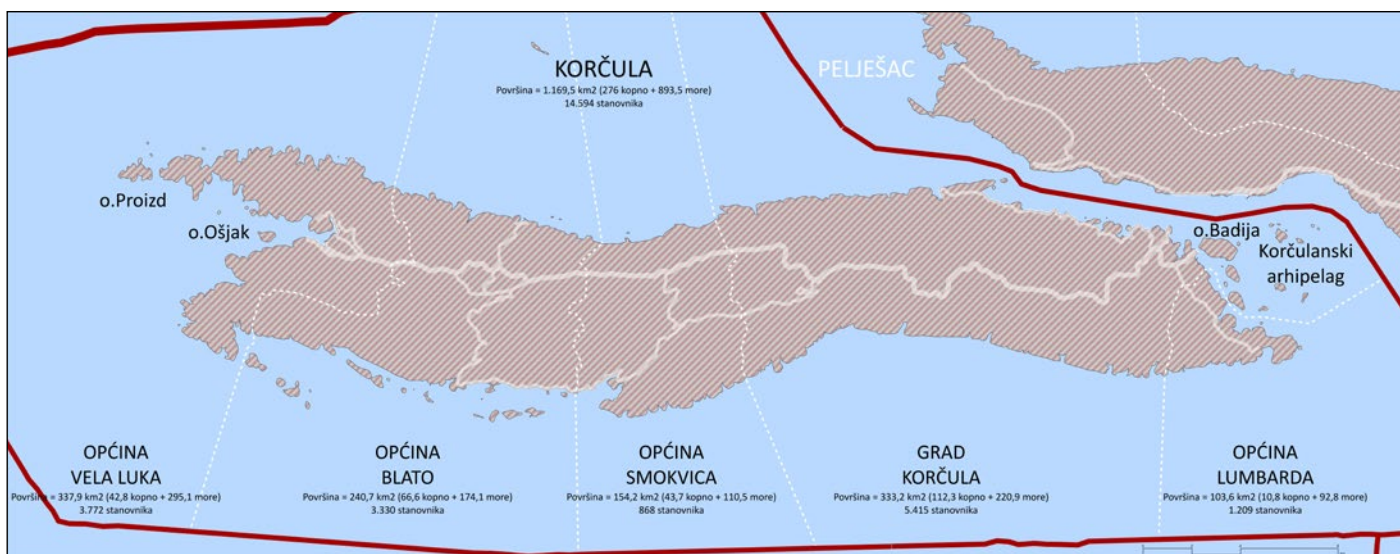 KORČULA
Površina = 1.169,5 km2 (276 kopno + 893,5 more)
14.594 stanovnika
PELJEŠAC
o.Proizd
o.Ošjak
o.Badija
Korčulanski
arhipelag
OPĆINA
VELA LUKA
Površina = 337,9 km2 (42,8 kopno + 295,1 more)
3.772 stanovnika
OPĆINA
BLATO
Površina = 240,7 km2 (66,6 kopno + 174,1 more)
3.330 stanovnika
OPĆINA
SMOKVICA
Površina = 154,2 km2 (43,7 kopno + 110,5 more)
868 stanovnika
GRAD
KORČULA
Površina = 333,2 km2 (112,3 kopno + 220,9 more)
5.415 stanovnika
OPĆINA
LUMBARDA
Površina = 103,6 km2 (10,8 kopno + 92,8 more)
1.209 stanovnika